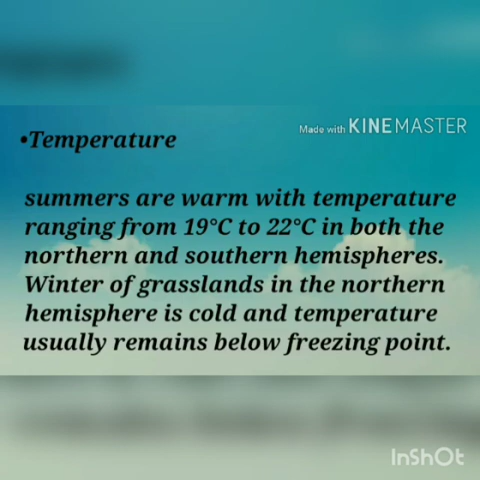 Made with KINEMASTER
•Temperature
summers are warm with temperature
ranging from 19°C to 22°C in both the
northern and southern hemispheres.
Winter of grasslands in the northern
hemisphere is cold and temperature
usually remains below freezing point.
InShOt